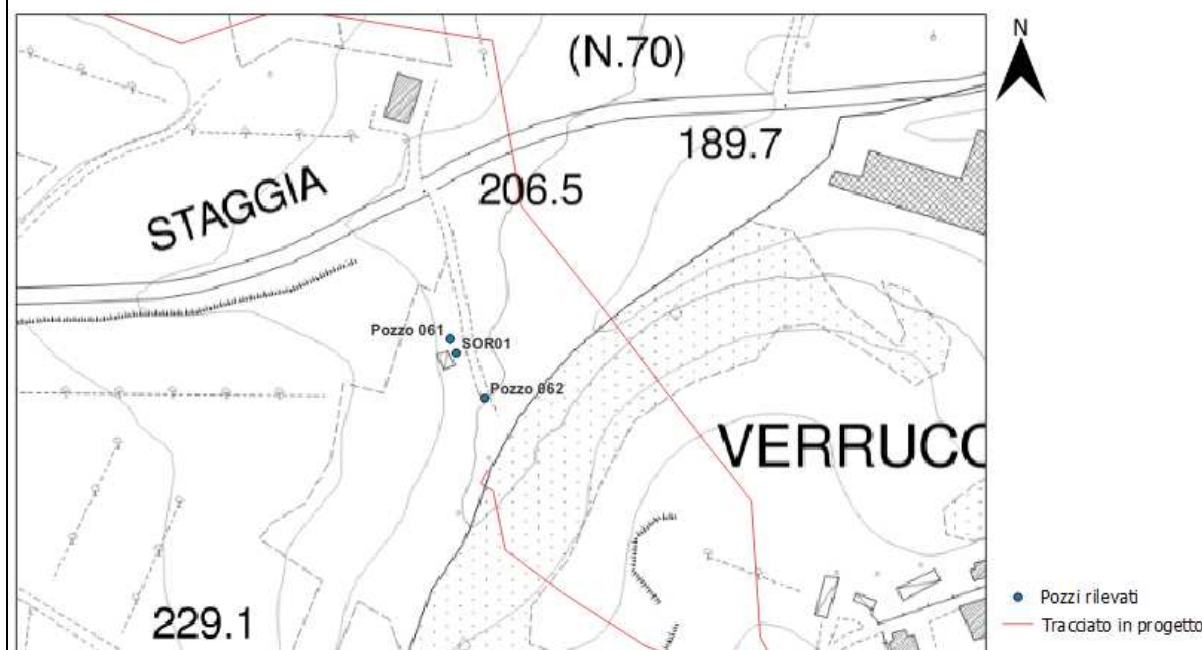 (N.70)
N
189.7
STAGGIA
206.5
Pozzo 061
SOR01
Pozzo 062
VERRUCC
229.1
Pozzi rilevati
Tracciato in progetto